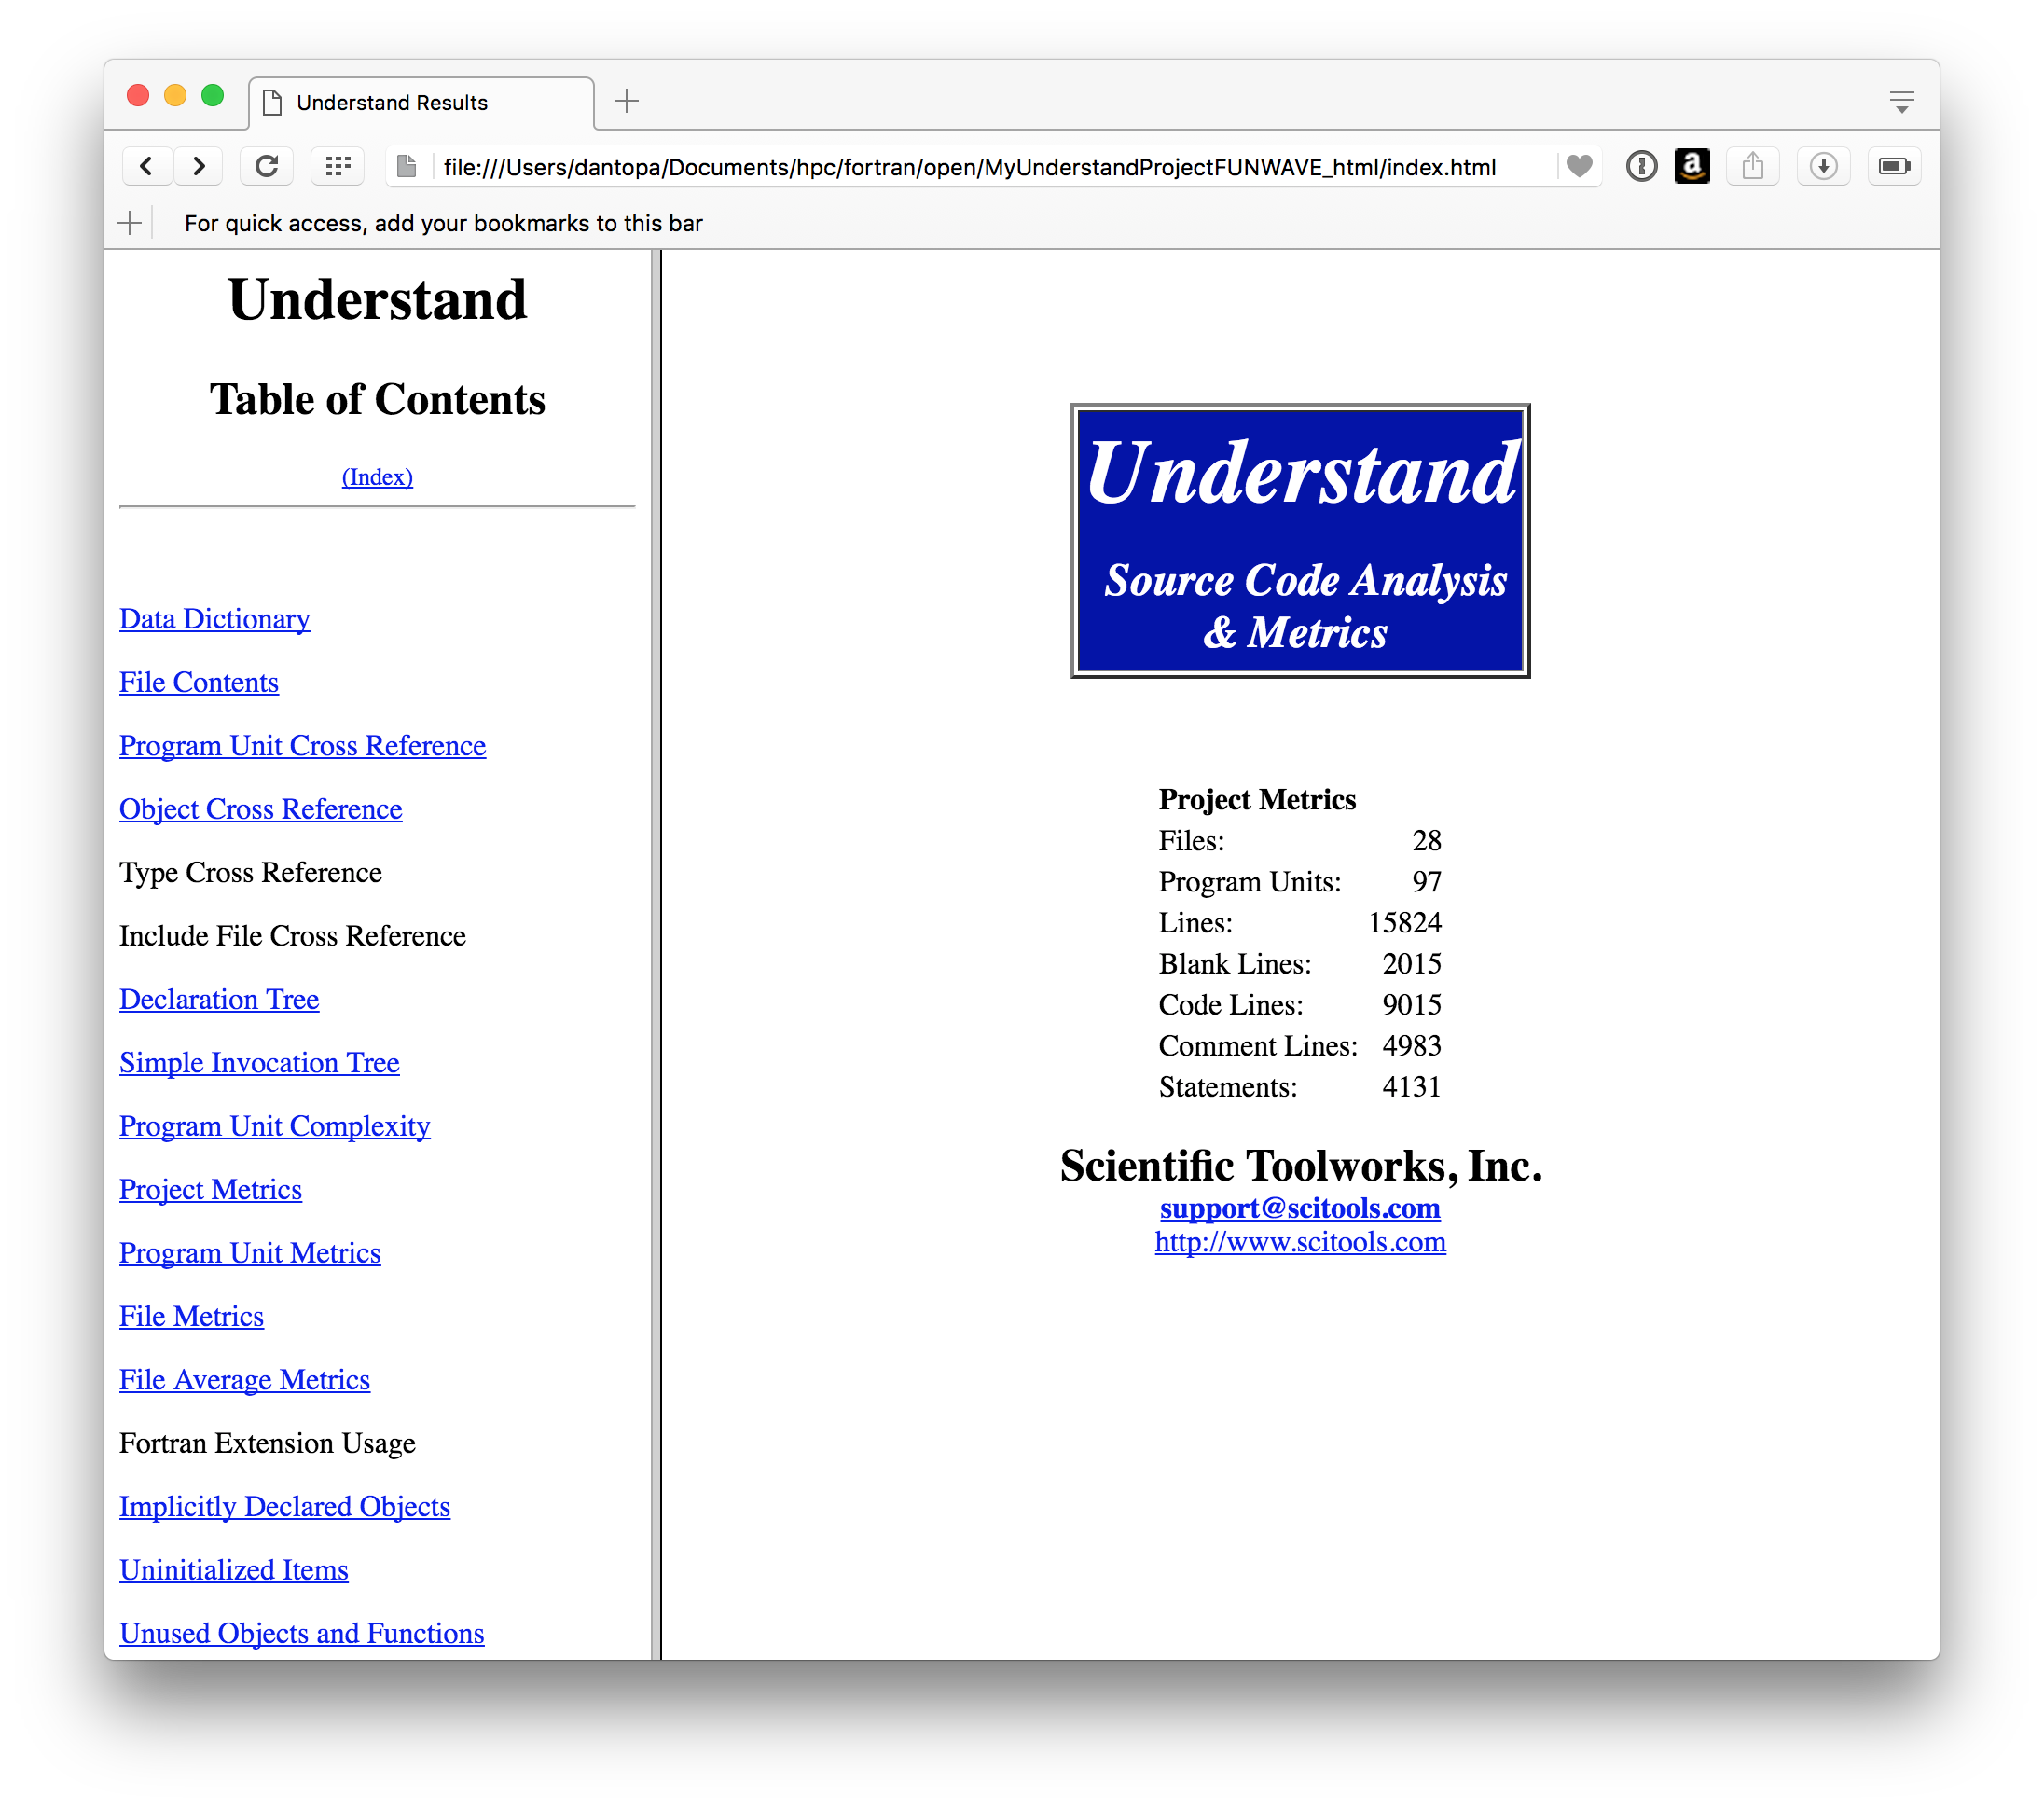 Understand Results
file:///Users/dantopa/Documents/hpc/fortran/open/MyUnderstandProjectFUNWAVE_html/index.html
For quick access, add your bookmarks to this bar
Understand
Table of Contents
(Index)
Data Dictionary
File Contents
Program Unit Cross Reference
Object Cross Reference
Type Cross Reference
Include File Cross Reference
Declaration Tree
Simple Invocation Tree
Program Unit Complexity
Project Metrics
Program Unit Metrics
File Metrics
File Average Metrics
Fortran Extension Usage
Implicitly Declared Objects
Uninitialized Items
Unused Objects and Functions
Understand
Source Code Analysis
& Metrics
Project Metrics
Files: 28
Program Units: 97
Lines: 15824
Blank Lines: 2015
Code Lines: 9015
Comment Lines: 4983
Statements: 4131
Scientific Toolworks, Inc.
support@scitools.com
http://www.scitools.com